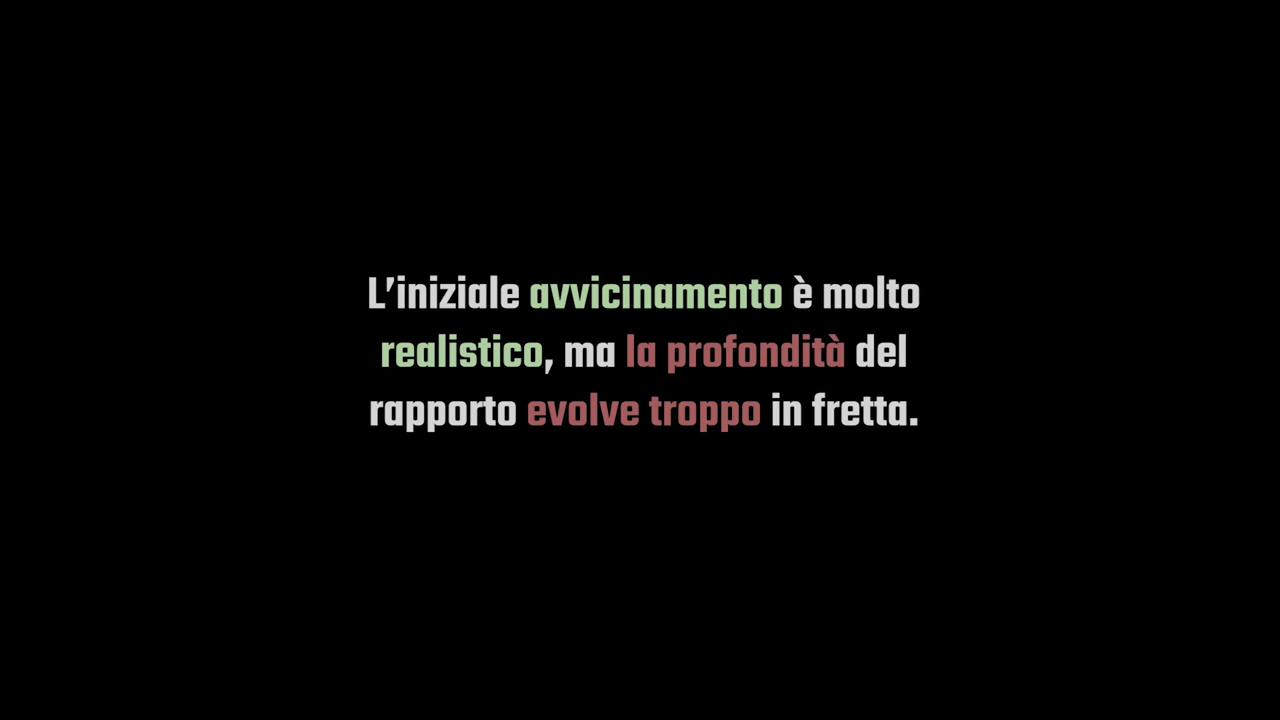 L’iniziale avvicinamento è molto
realistico, ma la profondità del
rapporto evolve troppo in fretta.